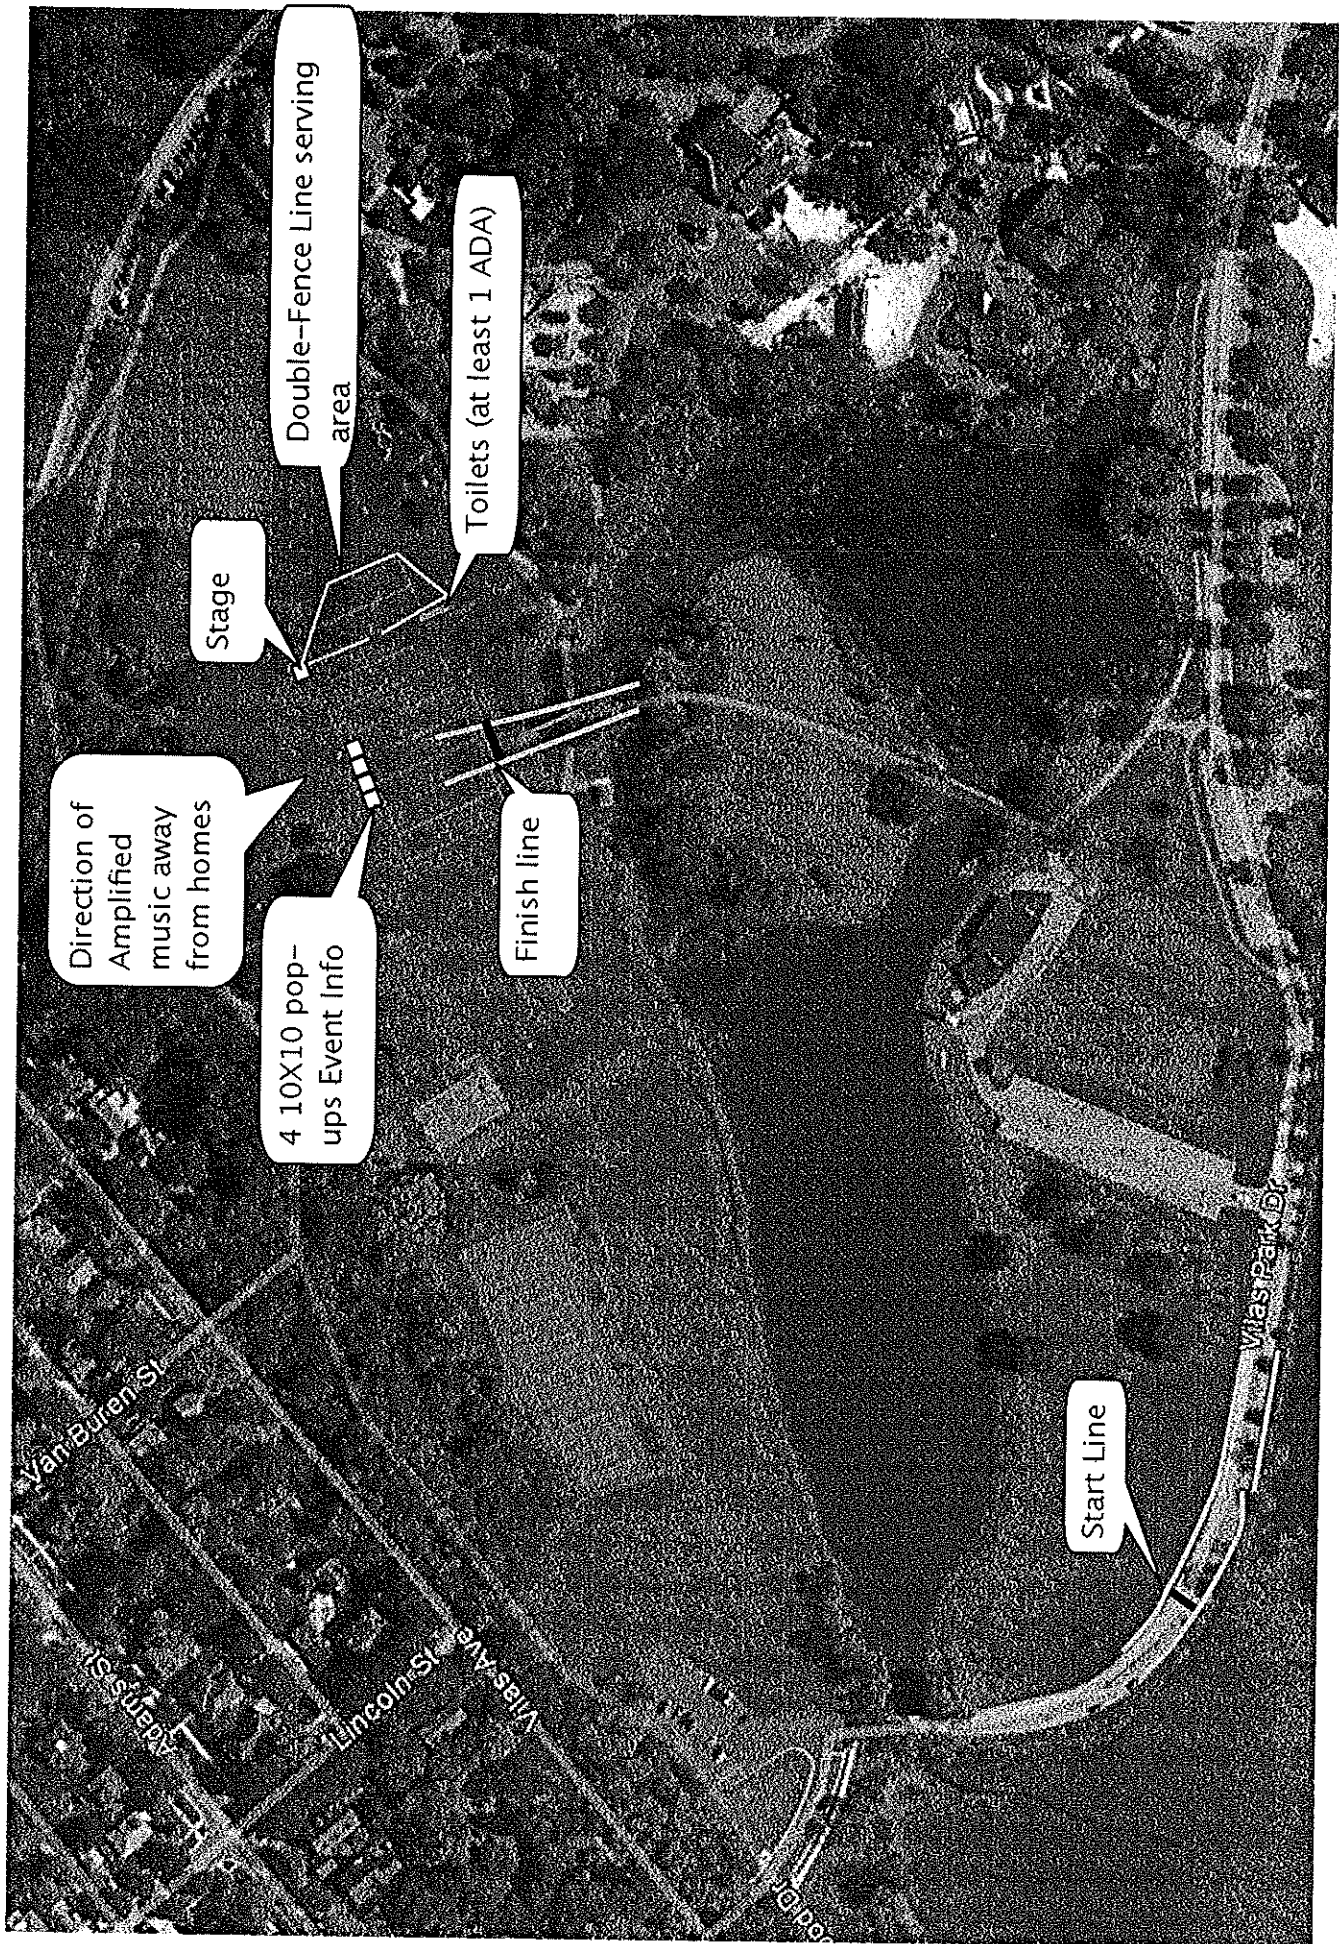 Direction of
Amplified
music away
from homes
Stage
Double-Fence Line serving
area
4 10X10 pop-
ups Event Info
Toilets (at least 1 ADA)
Finish line
Start Line
Van Buren St
Adams St
Lincoln St
Vilas Ave
Vilas Park Dr
Dr